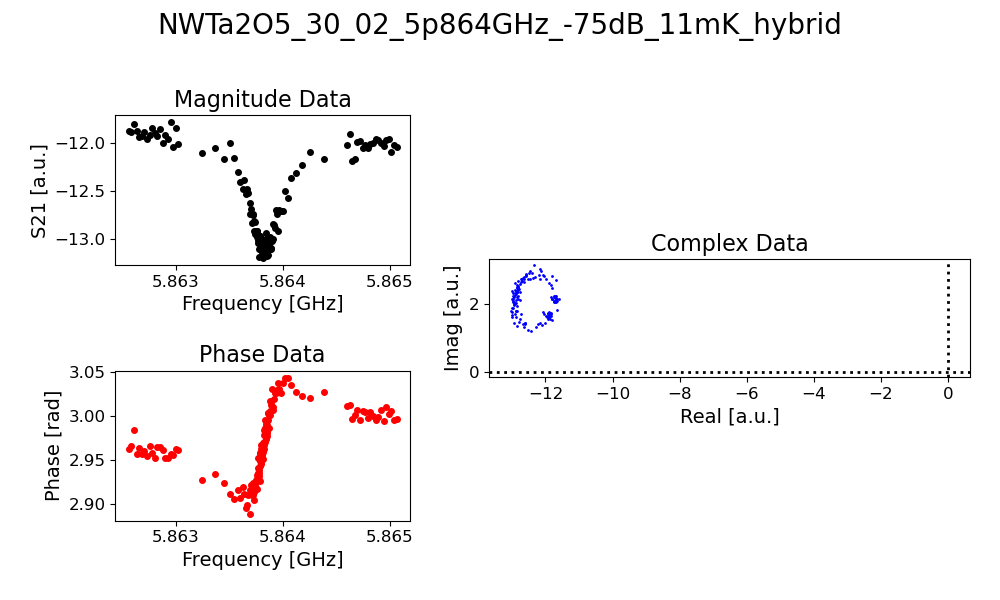 NWTa2O5_30_02_5p864GHz_-75dB_11mK_hybrid
Magnitude Data
S21 [a.u.]
−12.0
−12.5
−13.0
5.863 5.864 5.865
Frequency [GHz]
Phase Data
Phase [rad]
3.05
3.00
2.95
2.90
5.863 5.864 5.865
Frequency [GHz]
Complex Data
Imag [a.u.]
2
0
−12 −10 −8 −6 −4 −2 0
Real [a.u.]